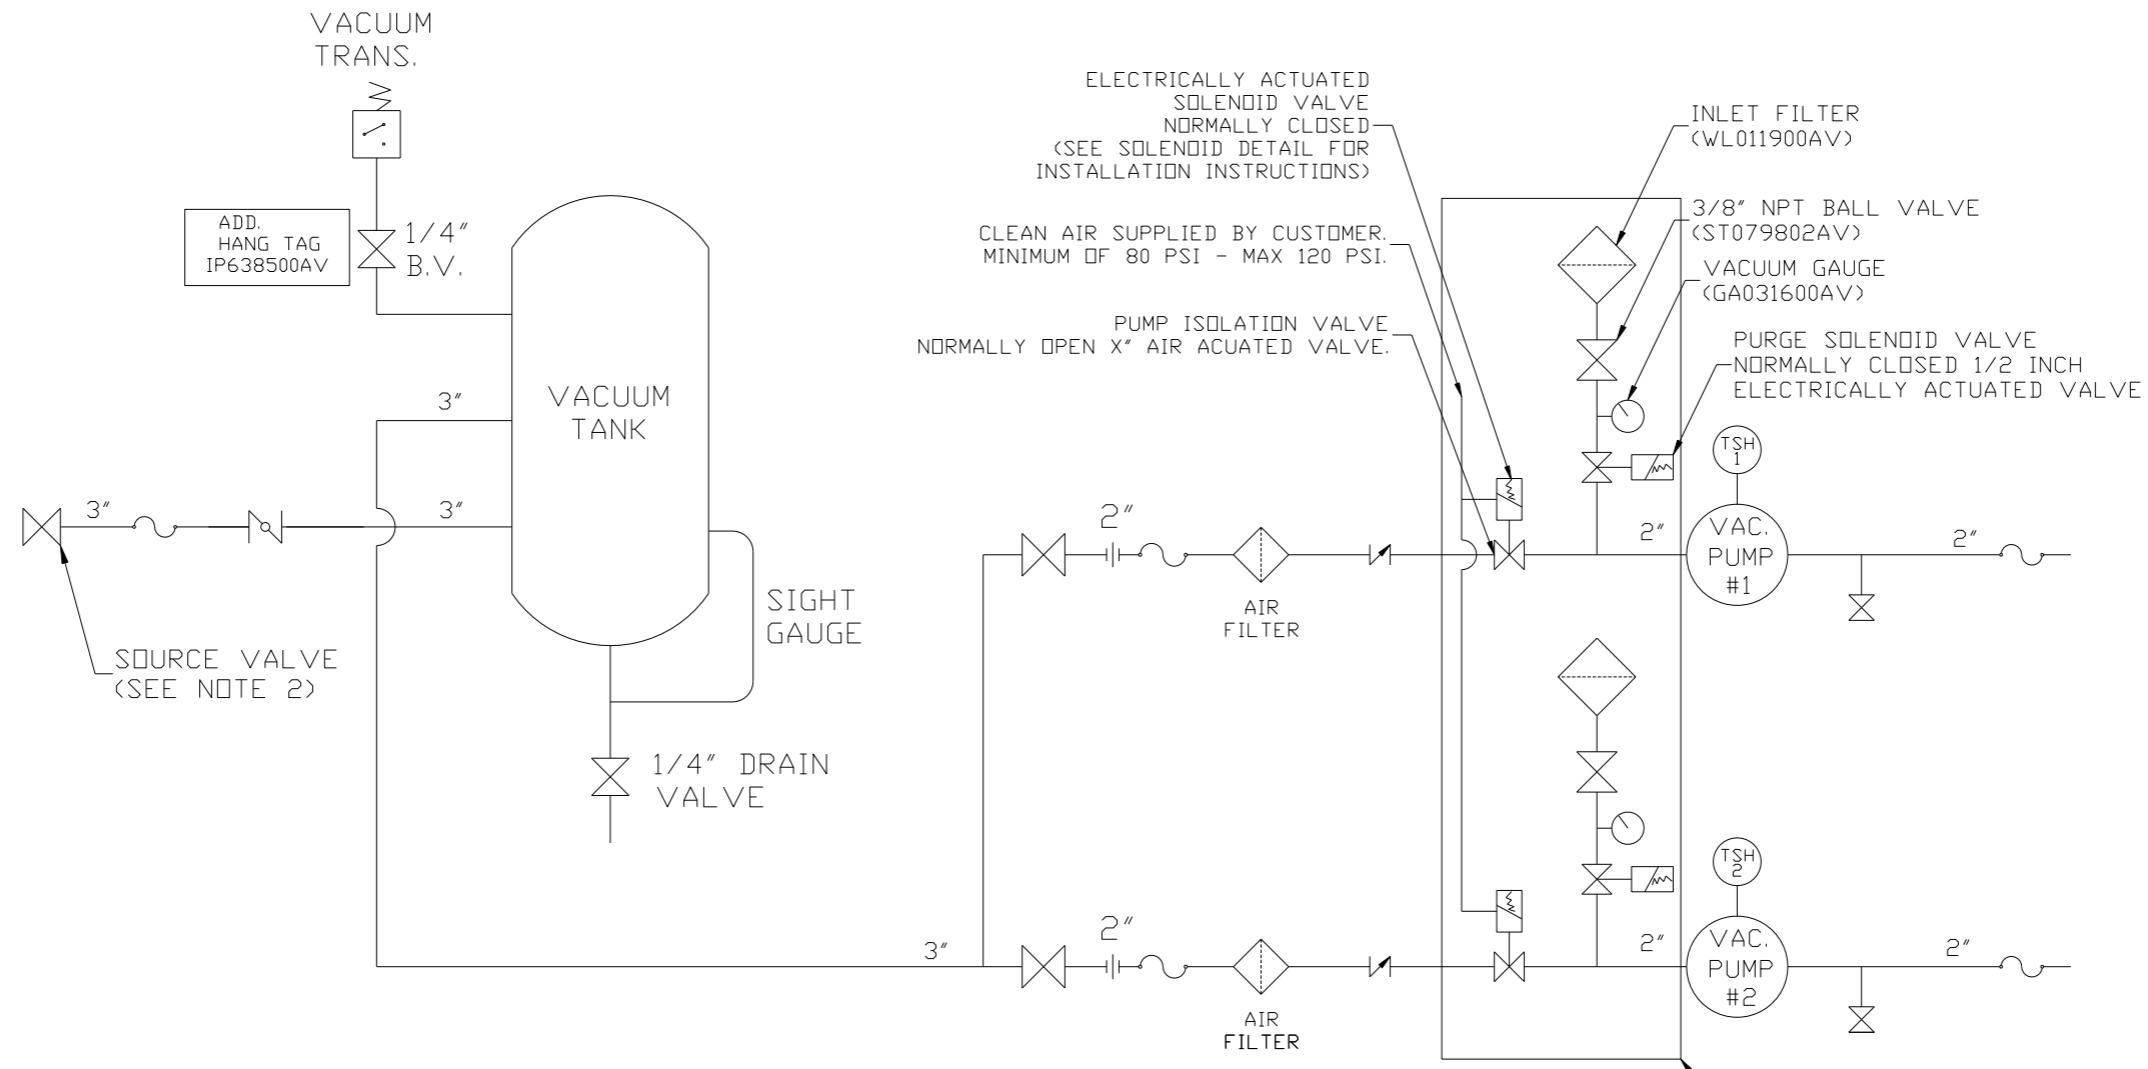 VACUUM
TRANS.
ADD.
HANG TAG
IP638500AV
1/4"
B.V.
VACUUM
TANK
3"
3"
3"
SOURCE VALVE
(SEE NOTE 2)
SIGHT
GAUGE
1/4" DRAIN
VALVE
ELECTRICALLY ACTUATED
SOLENOID VALVE
NORMALLY CLOSED
(SEE SOLENOID DETAIL FOR
INSTALLATION INSTRUCTIONS)
CLEAN AIR SUPPLIED BY CUSTOMER.
MINIMUM OF 80 PSI - MAX 120 PSI.
PUMP ISOLATION VALVE
NORMALLY OPEN X" AIR ACUATED VALVE.
INLET FILTER
(WL011900AV)
3/8" NPT BALL VALVE
(ST079802AV)
VACUUM GAUGE
(GA031600AV)
PURGE SOLENOID VALVE
NORMALLY CLOSED 1/2 INCH
ELECTRICALLY ACTUATED VALVE
TSH
1
2"
AIR
FILTER
2"
VAC.
PUMP
#1
2"
TSH
2
3"
2"
AIR
FILTER
2"
VAC.
PUMP
#2
2"